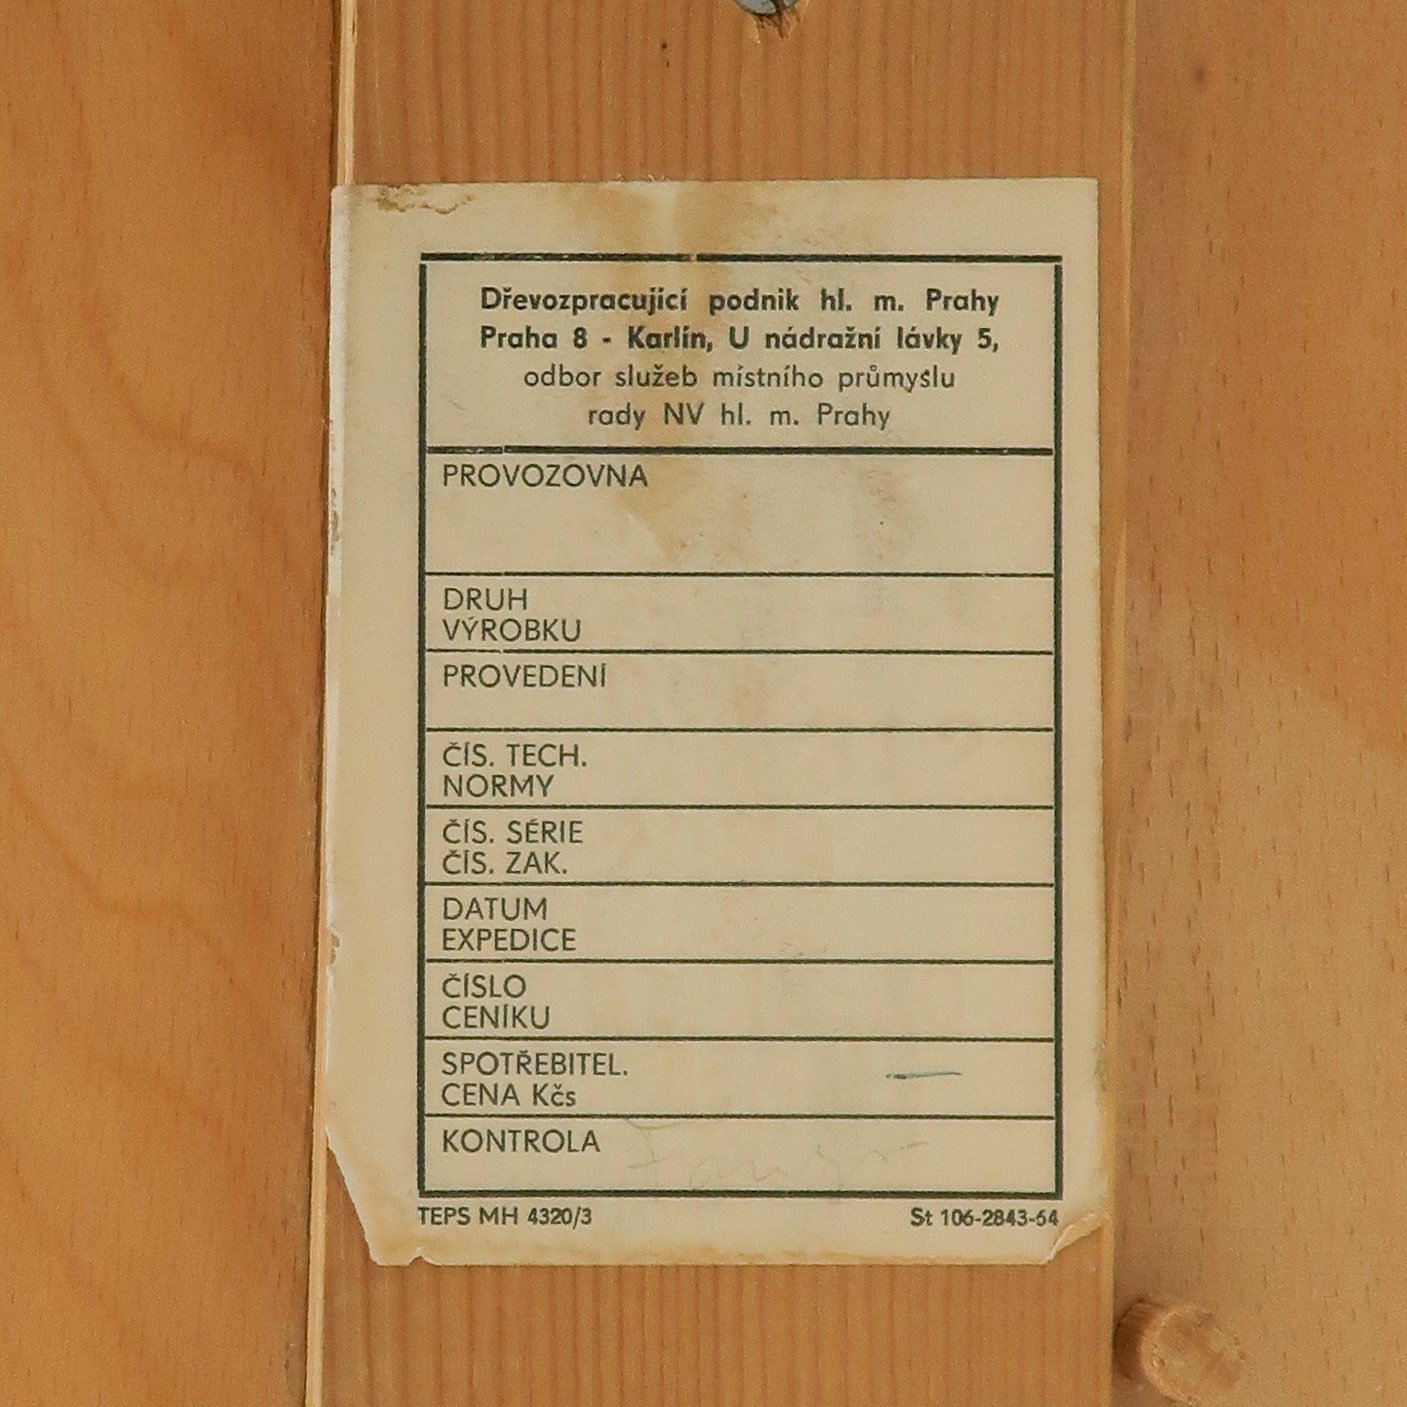 Dřevozpracující podnik hl. m. Prahy
Praha 8 - Karlín, U nádražní lávky 5,
odbor služeb místního průmyslu
rady NV hl. m. Prahy
PROVOZOVNA
DRUH
VÝROBKU
PROVEDENÍ
ČÍS. TECH.
NORMY
ČÍS. SÉRIE
ČÍS. ZAK.
DATUM
EXPEDICE
ČÍSLO
CENÍKU
SPOTŘEBITEL. —
CENA Kčs
KONTROLA
TEPS MH 4320/3 St 106-2843-64